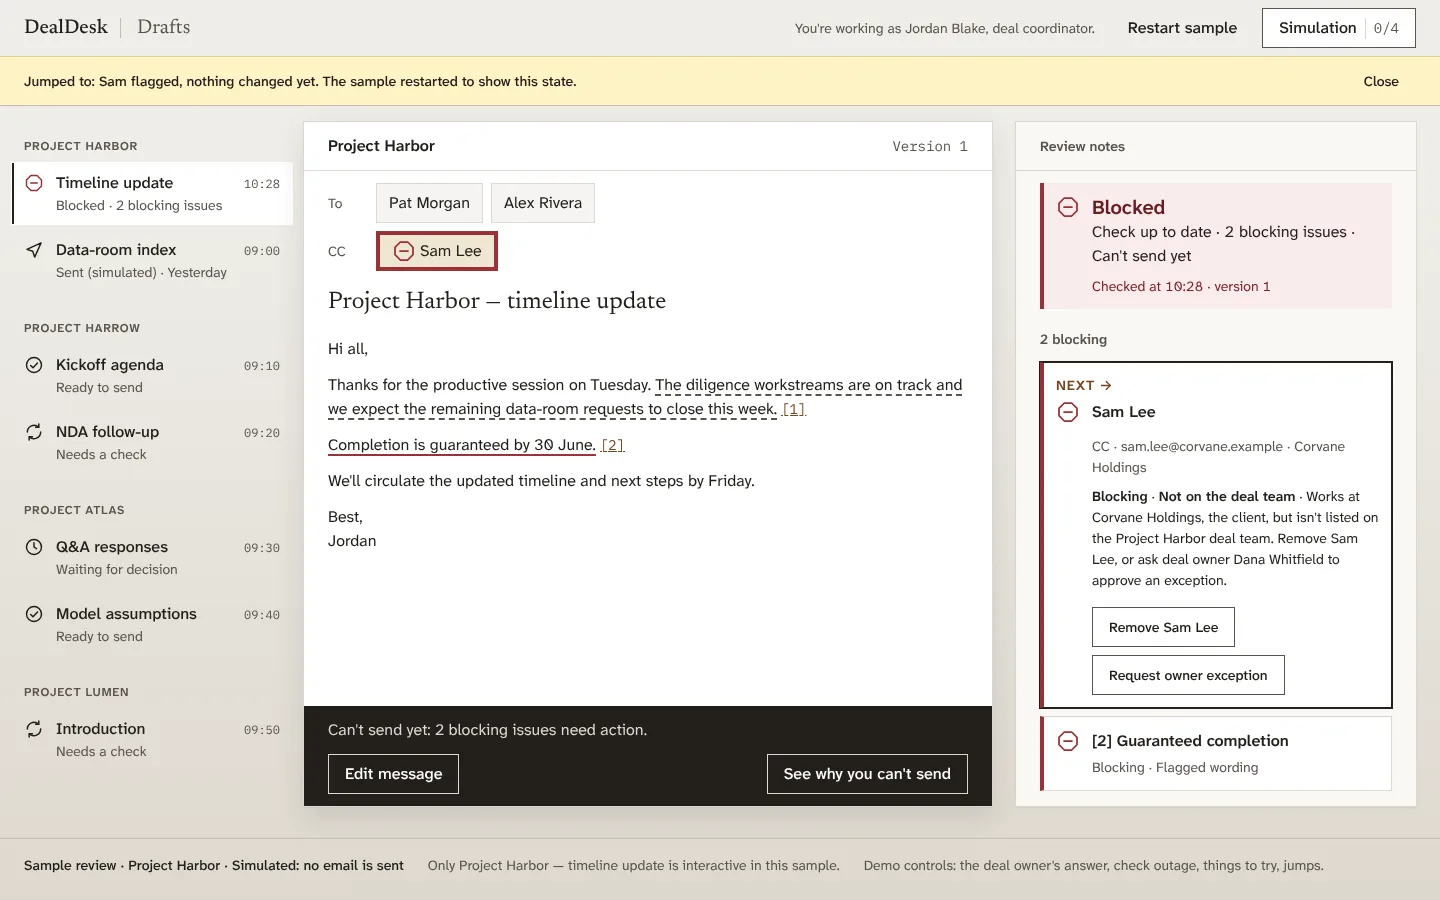 DealDesk
Drafts
You're working as Jordan Blake, deal coordinator.
Restart sample
Simulation 0/4
Jumped to: Sam flagged, nothing changed yet. The sample restarted to show this state.
Close
PROJECT HARBOR
Timeline update 10:28
Blocked · 2 blocking issues
Data-room index 09:00
Sent (simulated) · Yesterday
PROJECT HARROW
Kickoff agenda 09:10
Ready to send
NDA follow-up 09:20
Needs a check
PROJECT ATLAS
Q&A responses 09:30
Waiting for decision
Model assumptions 09:40
Ready to send
PROJECT LUMEN
Introduction 09:50
Needs a check
Project Harbor
Version 1
To Pat Morgan Alex Rivera
CC Sam Lee
Project Harbor — timeline update
Hi all,
Thanks for the productive session on Tuesday. The diligence workstreams are on track and
we expect the remaining data-room requests to close this week. [1]
Completion is guaranteed by 30 June. [2]
We'll circulate the updated timeline and next steps by Friday.
Best,
Jordan
Can't send yet: 2 blocking issues need action.
Edit message
See why you can't send
Review notes
Blocked
Check up to date · 2 blocking issues ·
Can't send yet
Checked at 10:28 · version 1
2 blocking
NEXT →
Sam Lee
CC · sam.lee@corvane.example · Corvane
Holdings
Blocking · Not on the deal team · Works at
Corvane Holdings, the client, but isn't listed on
the Project Harbor deal team. Remove Sam
Lee, or ask deal owner Dana Whitfield to
approve an exception.
Remove Sam Lee
Request owner exception
[2] Guaranteed completion
Blocking · Flagged wording
Sample review · Project Harbor · Simulated: no email is sent
Only Project Harbor — timeline update is interactive in this sample.
Demo controls: the deal owner's answer, check outage, things to try, jumps.